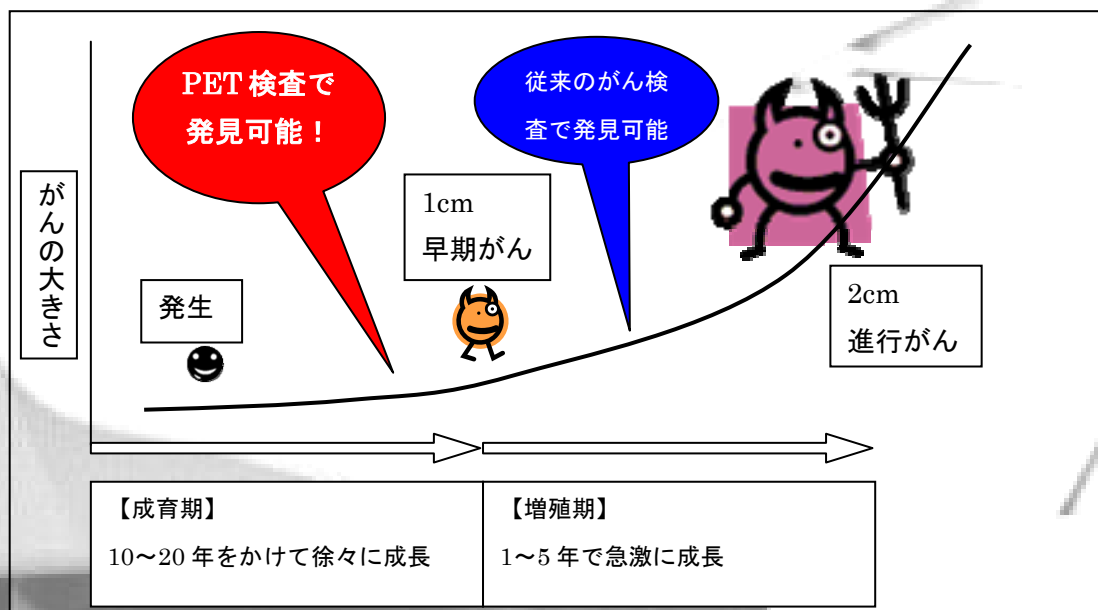 PET 検査で
発見可能！
従来のがん検
査で発見可能
がんの大きさ
1cm
早期がん
発生
2cm
進行がん
【成育期】
10～20 年をかけて徐々に成長
【増殖期】
1～5 年で急激に成長